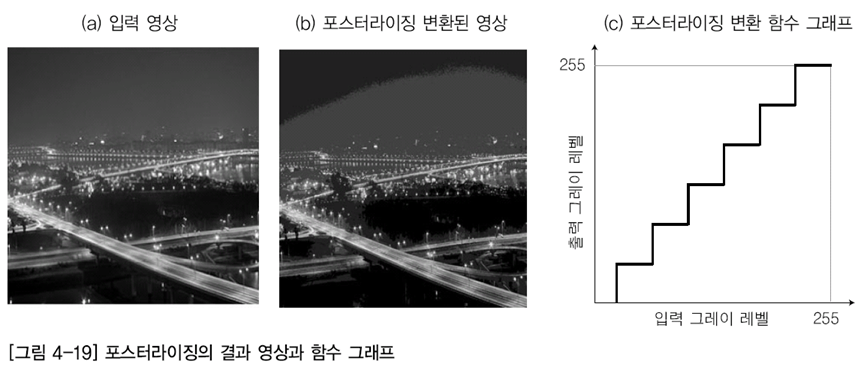 (a) 입력 영상
(b) 포스터라이징 변환된 영상
(c) 포스터라이징 변환 함수 그래프
255
출력 그레이 레벨
입력 그레이 레벨
255
[그림 4-19] 포스터라이징의 결과 영상과 함수 그래프